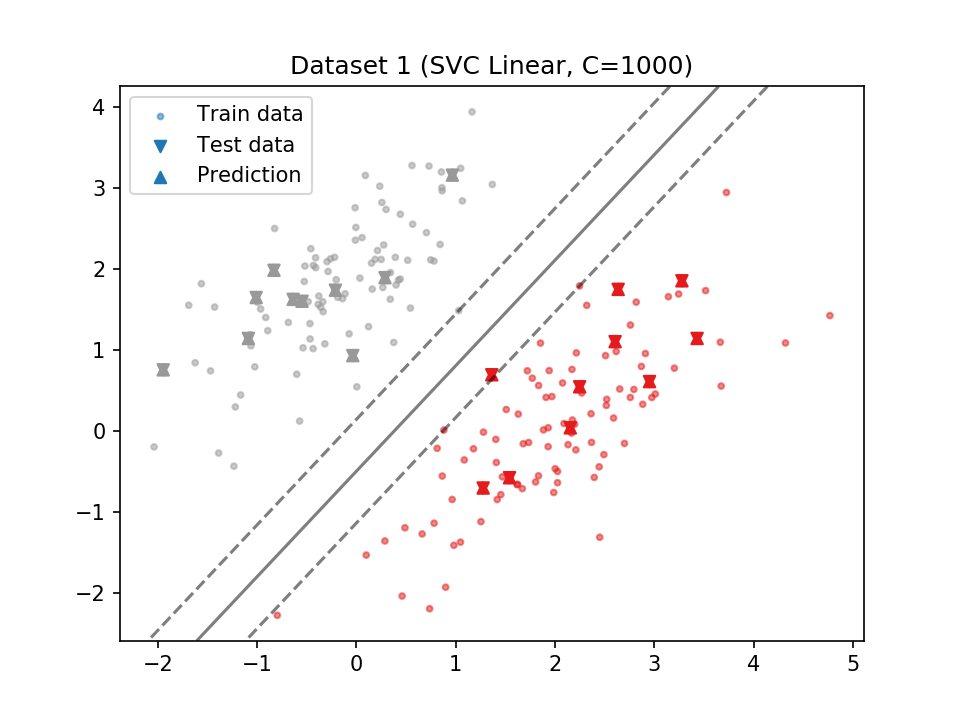 Dataset 1 (SVC Linear, C=1000)
Train data
Test data
Prediction
4
3
2
1
0
−1
−2
−2 −1 0 1 2 3 4 5